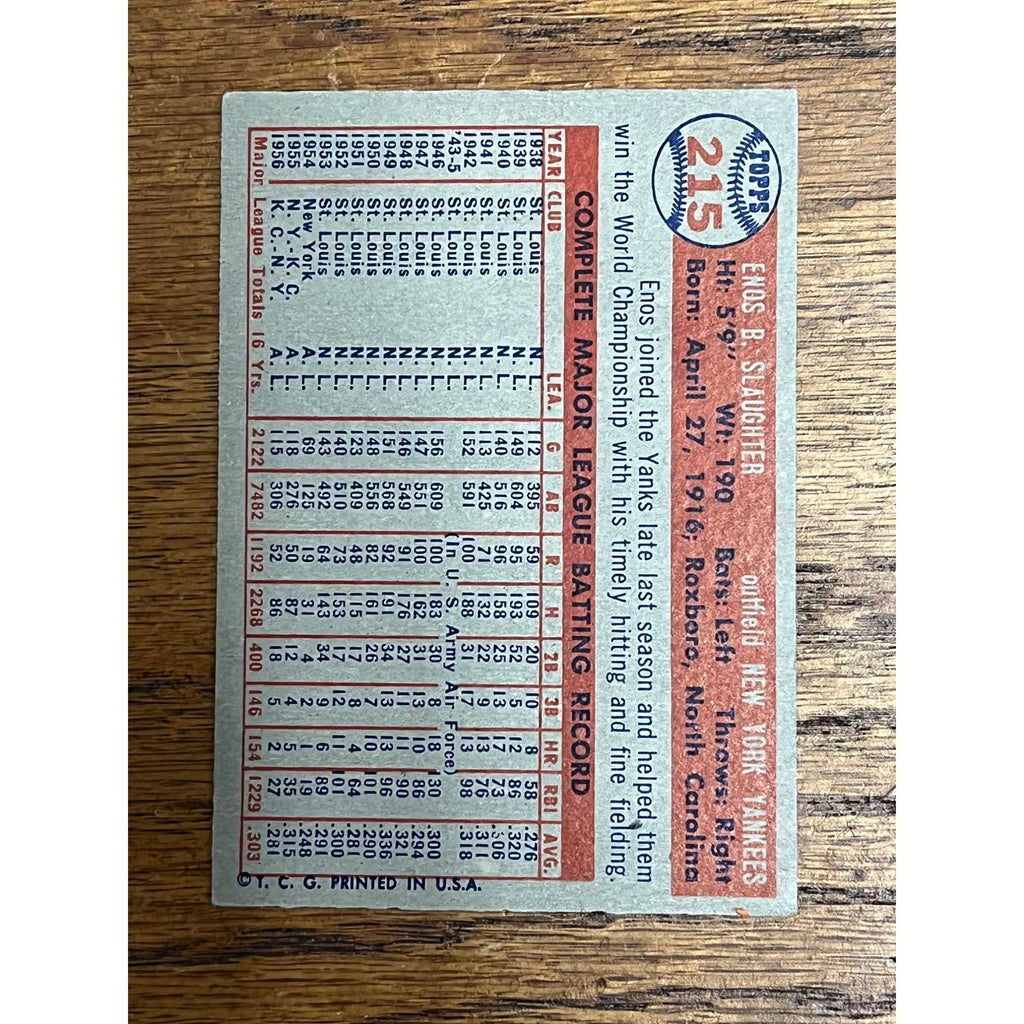 TOPPS
215
ENOS B. SLAUGHTER outfield NEW YORK YANKEES
Ht: 5'9" Wt: 190 Bats: Left Throws: Right
Born: April 27, 1916; Roxboro, North Carolina
Enos joined the Yanks late last season and helped them
win the World Championship with his timely hitting and fine fielding.
COMPLETE MAJOR LEAGUE BATTING RECORD
YEAR CLUB LEA. G AB R H 2B 3B HR RBI AVG.
1938 St. Louis N. L. 112 395 59 109 20 10 8 58 .276
1939 St. Louis N. L. 149 604 95 193 52 5 12 86 .320
1940 St. Louis N. L. 140 516 96 158 25 13 17 73 .306
1941 St. Louis N. L. 113 425 71 132 22 9 13 76 .311
1942 St. Louis N. L. 152 591 100 188 31 17 13 98 .318
'43-5 (In U. S. Army Air Force)
1946 St. Louis N. L. 156 609 100 183 30 8 18 130 .300
1947 St. Louis N. L. 147 551 100 162 31 13 10 86 .294
1948 St. Louis N. L. 146 549 91 176 27 11 11 90 .321
1949 St. Louis N. L. 151 568 92 191 34 13 13 96 .336
1950 St. Louis N. L. 148 556 82 161 26 7 10 101 .290
1951 St. Louis N. L. 123 409 48 115 17 8 4 64 .281
1952 St. Louis N. L. 140 510 73 153 17 12 11 101 .300
1953 St. Louis N. L. 143 492 64 143 34 9 6 89 .291
1954 New York A. L. 69 125 19 31 4 2 1 19 .248
1955 N. Y.-K. C. A. L. 118 276 50 87 12 4 5 35 .315
1956 K. C.-N. Y. A. L. 115 306 52 86 18 5 2 27 .281
Major League Totals 16 Yrs. 2122 7482 1192 2268 400 146 154 1229 .303
© T. C. G. PRINTED IN U.S.A.